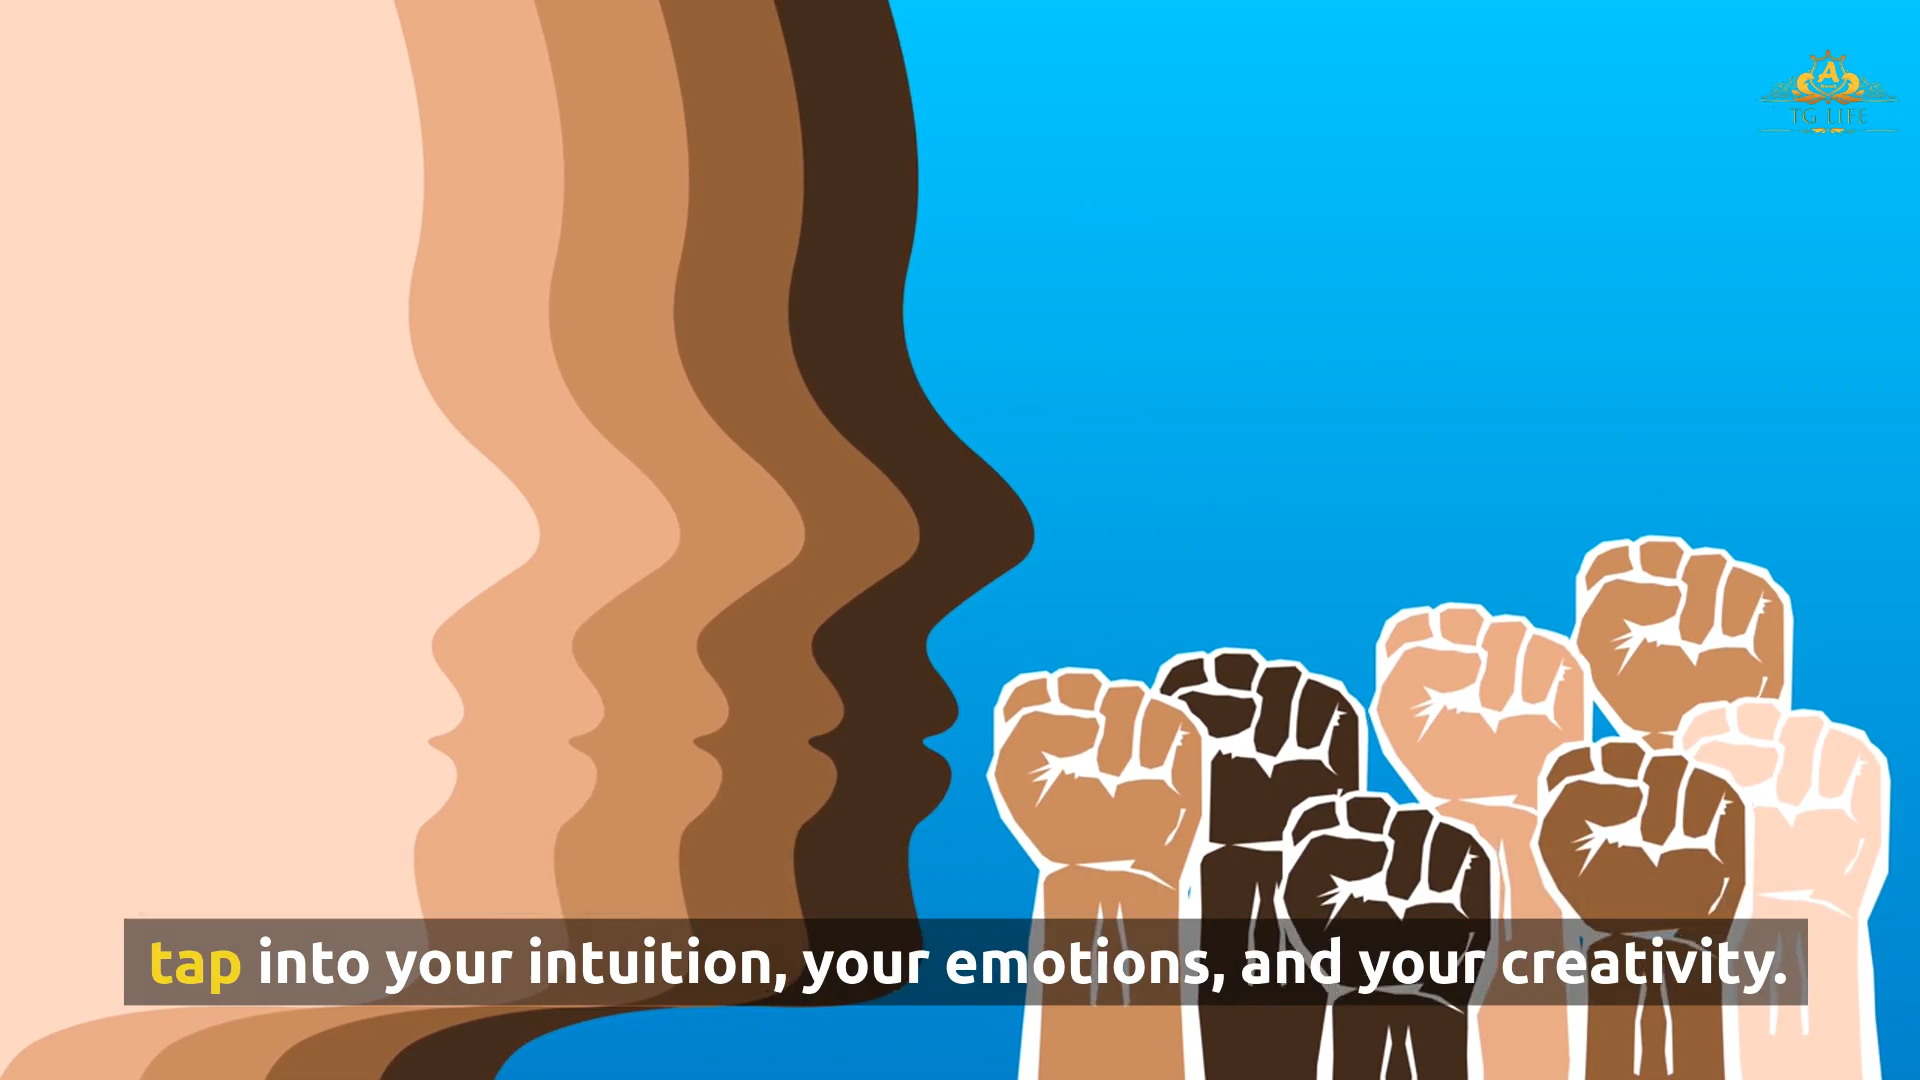 A
TG LIFE
tap into your intuition, your emotions, and your creativity.